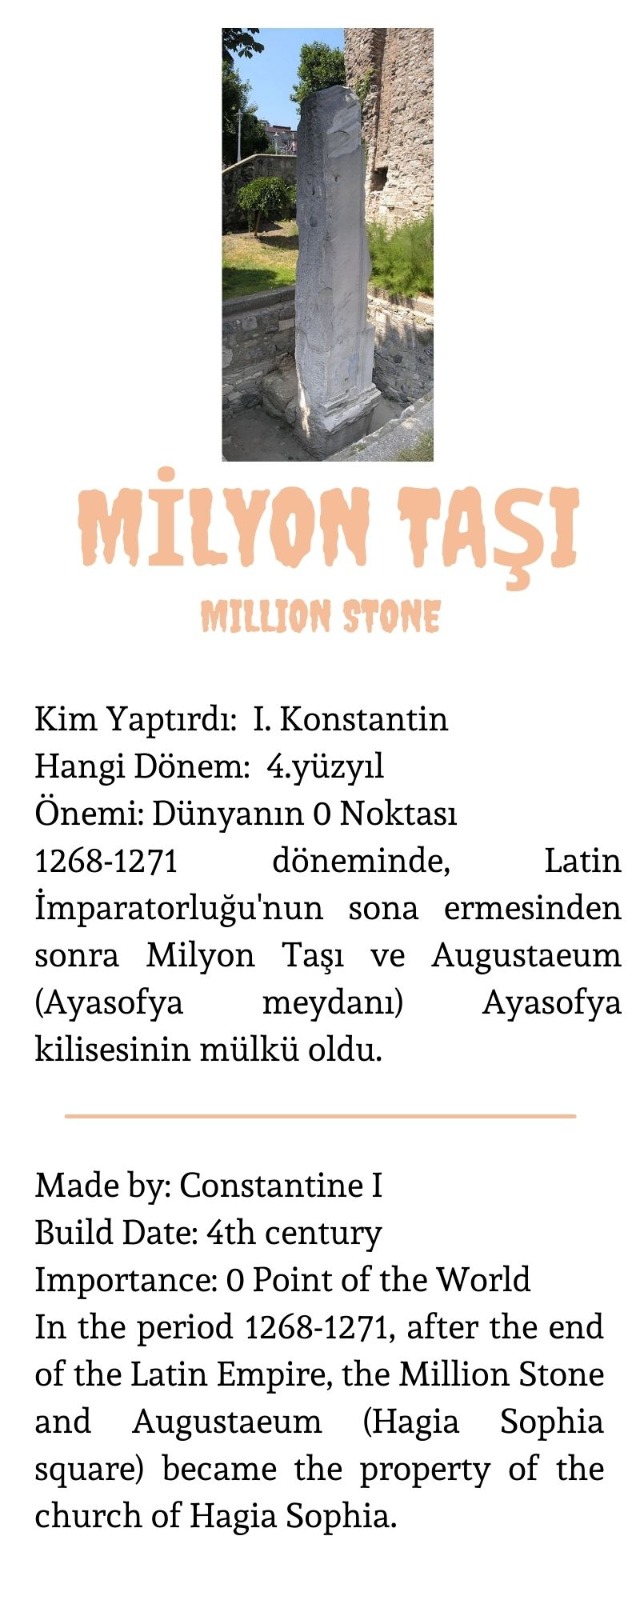 MİLYON TAŞI
MILLION STONE
Kim Yaptırdı: I. Konstantin
Hangi Dönem: 4.yüzyıl
Önemi: Dünyanın 0 Noktası
1268-1271 döneminde, Latin
İmparatorluğu'nun sona ermesinden
sonra Milyon Taşı ve Augustaeum
(Ayasofya meydanı) Ayasofya
kilisesinin mülkü oldu.
Made by: Constantine I
Build Date: 4th century
Importance: 0 Point of the World
In the period 1268-1271, after the end
of the Latin Empire, the Million Stone
and Augustaeum (Hagia Sophia
square) became the property of the
church of Hagia Sophia.